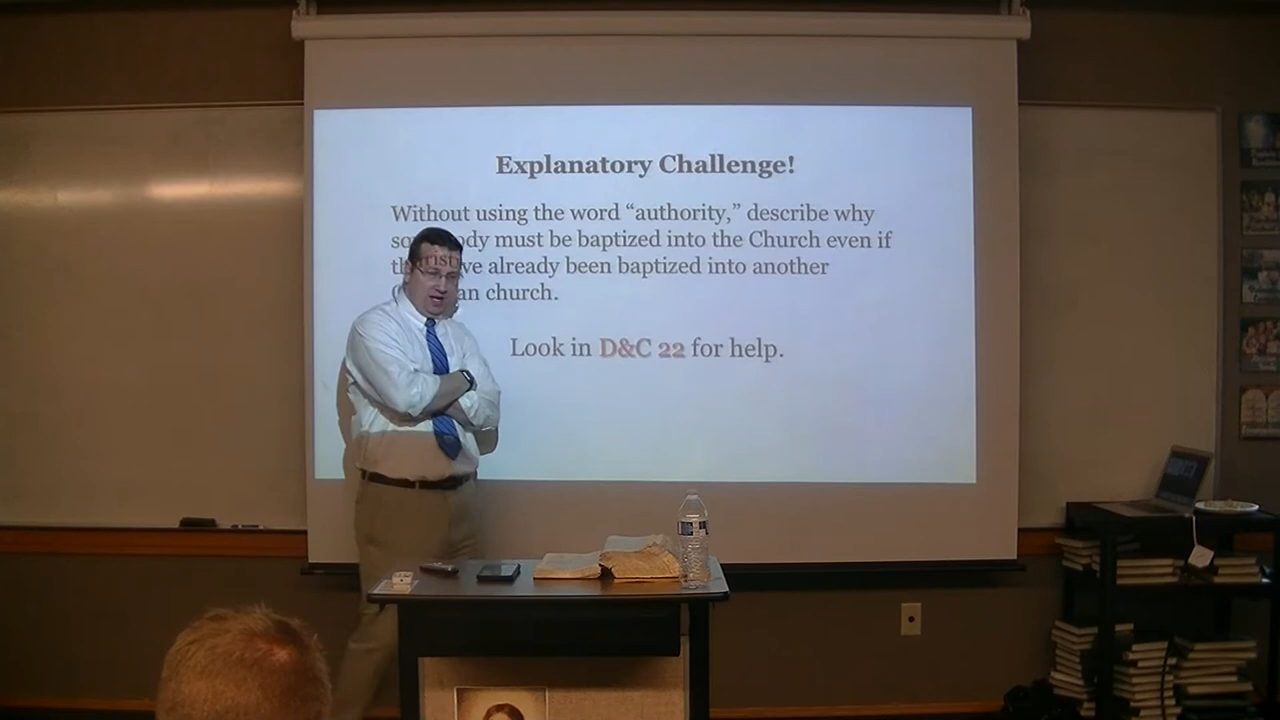 Explanatory Challenge!
Without using the word “authority,” describe why
must be baptized into the Church even if
already been baptized into another
church.
Look in D&C 22 for help.